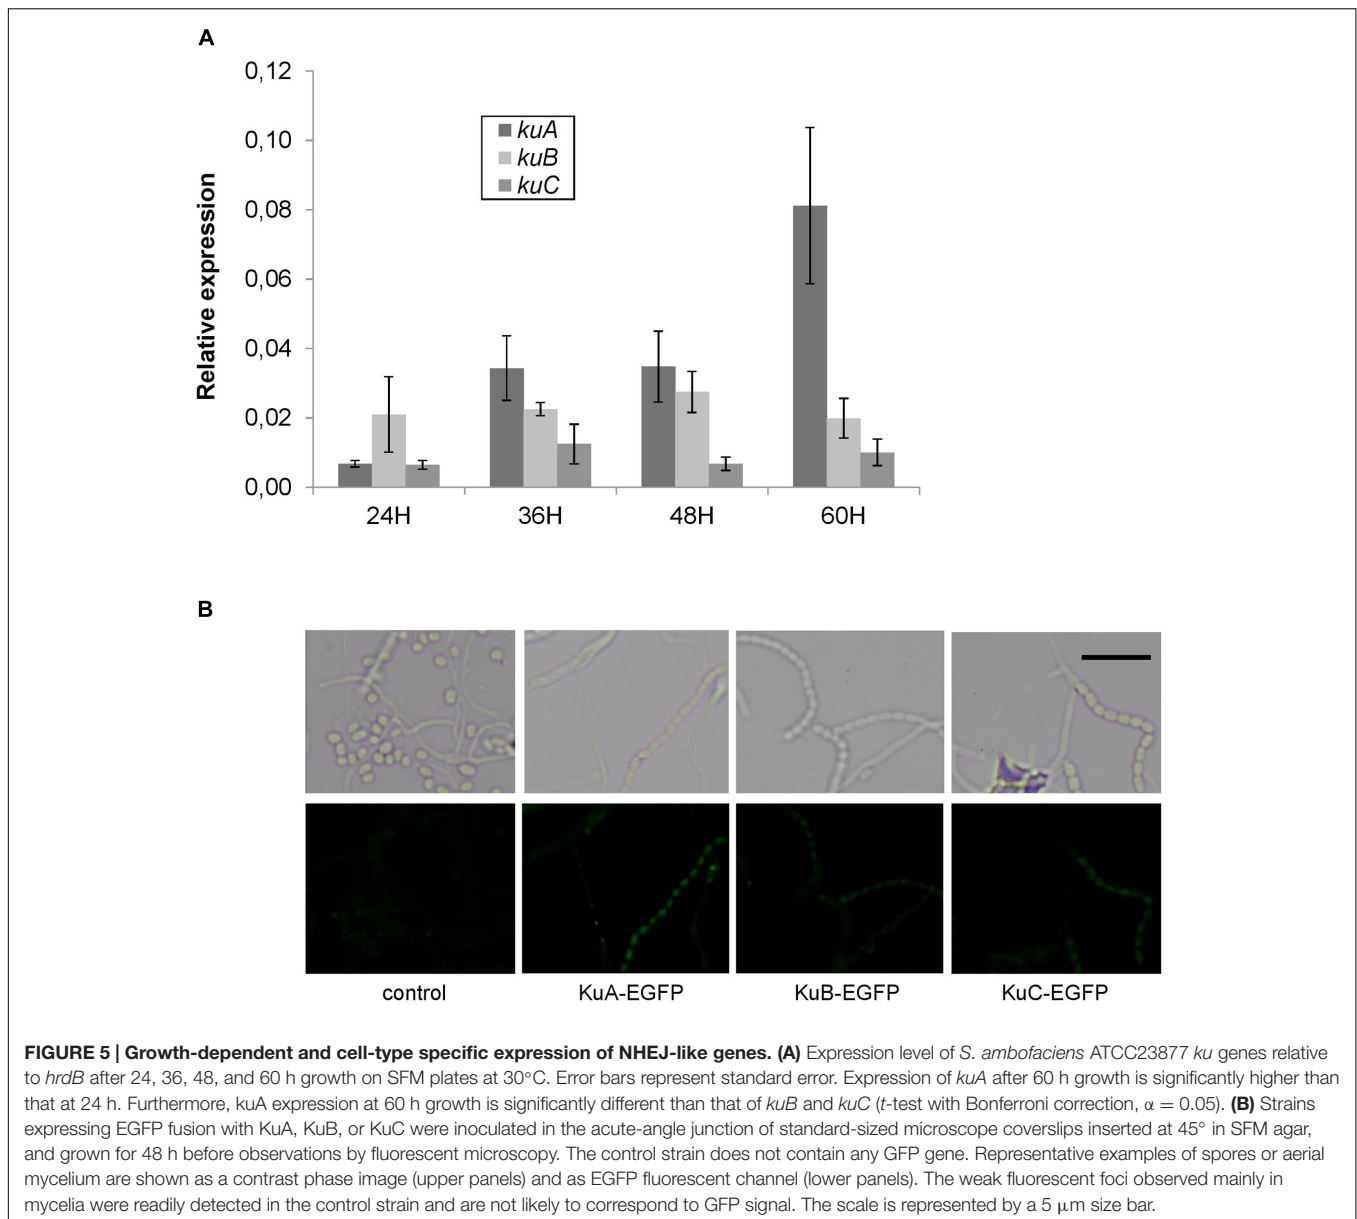 A
0,12
0,10
0,08
0,06
0,04
0,02
0,00
Relative expression
kuA
kuB
kuC
24H 36H 48H 60H
B
control KuA-EGFP KuB-EGFP KuC-EGFP
FIGURE 5 | Growth-dependent and cell-type specific expression of NHEJ-like genes. (A) Expression level of S. ambofaciens ATCC23877 ku genes relative
to hrdB after 24, 36, 48, and 60 h growth on SFM plates at 30°C. Error bars represent standard error. Expression of kuA after 60 h growth is significantly higher than
that at 24 h. Furthermore, kuA expression at 60 h growth is significantly different than that of kuB and kuC (t-test with Bonferroni correction, α = 0.05). (B) Strains
expressing EGFP fusion with KuA, KuB, or KuC were inoculated in the acute-angle junction of standard-sized microscope coverslips inserted at 45° in SFM agar,
and grown for 48 h before observations by fluorescent microscopy. The control strain does not contain any GFP gene. Representative examples of spores or aerial
mycelium are shown as a contrast phase image (upper panels) and as EGFP fluorescent channel (lower panels). The weak fluorescent foci observed mainly in
mycelia were readily detected in the control strain and are not likely to correspond to GFP signal. The scale is represented by a 5 μm size bar.